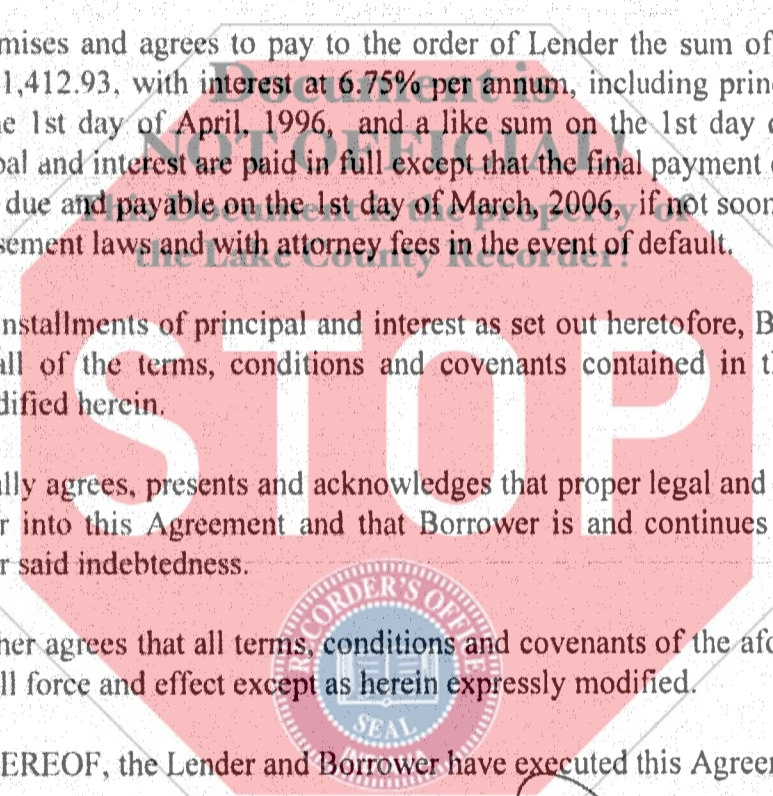 mises and agrees to pay to the order of Lender the sum of
1,412.93, with interest at 6.75% per annum, including princ
Document is
e 1st day of April, 1996, and a like sum on the 1st day
NOT OFFICIAL!
pal and interest are paid in full except that the final payment
due and payable on the 1st day of March, 2006, if not soon
This Document is the property of
sement laws and with attorney fees in the event of default.
the Lake County Recorder!
nstallments of principal and interest as set out heretofore, B
all of the terms, conditions and covenants contained in t
dified herein.
STOP
ally agrees, presents and acknowledges that proper legal and
r into this Agreement and that Borrower is and continues
r said indebtedness.
RECORDER'S OFFICE
her agrees that all terms, conditions and covenants of the afo
ll force and effect except as herein expressly modified.
SEAL
INDIANA
EREOF, the Lender and Borrower have executed this Agreem